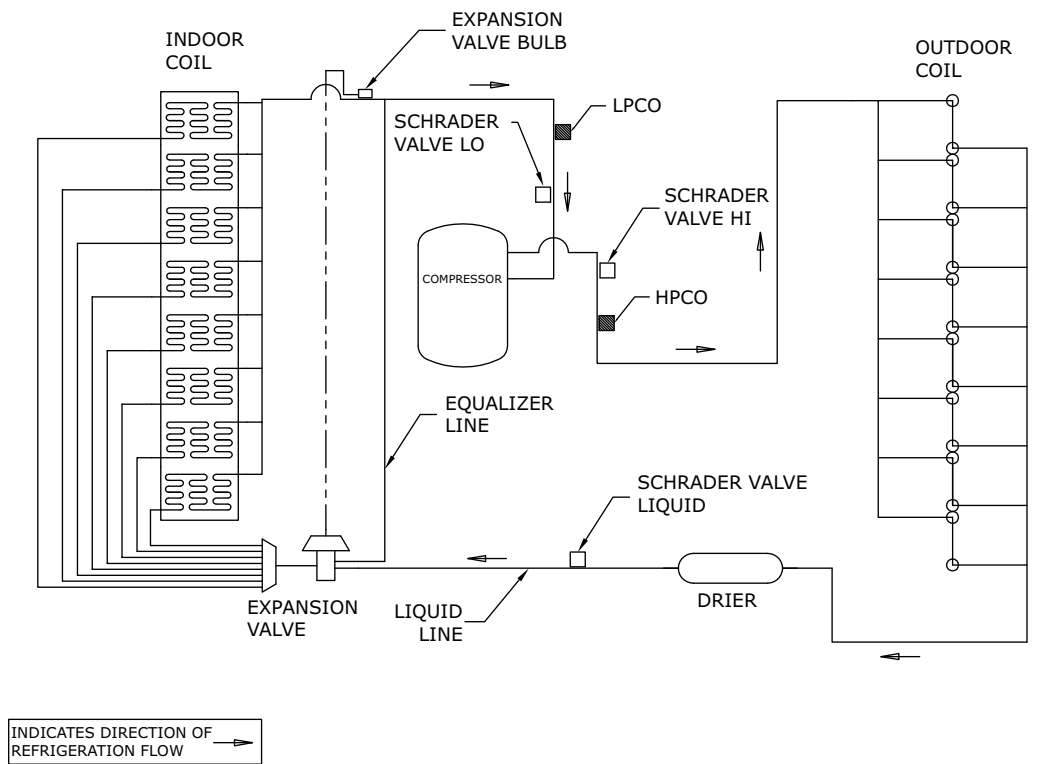 EXPANSION
VALVE BULB
INDOOR
COIL
OUTDOOR
COIL
LPCO
SCHRADER
VALVE LO
SCHRADER
VALVE HI
COMPRESSOR
HPCO
EQUALIZER
LINE
SCHRADER VALVE
LIQUID
EXPANSION
VALVE
LIQUID
LINE
DRIER
INDICATES DIRECTION OF
REFRIGERATION FLOW